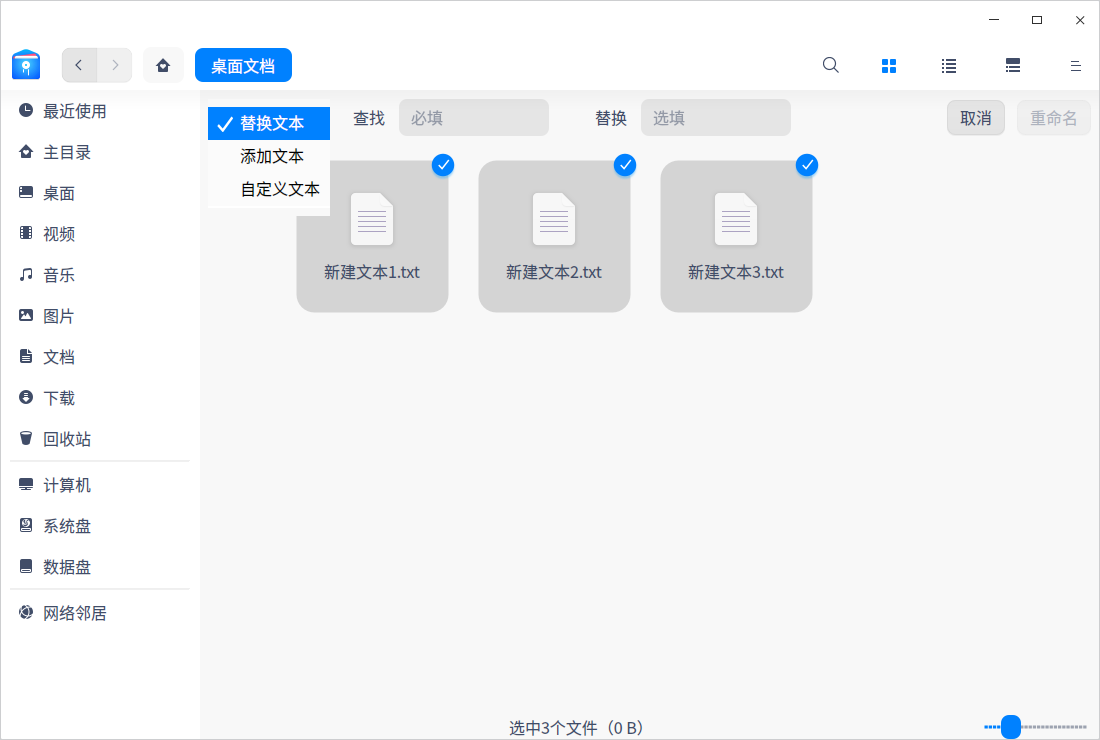 桌面文档
最近使用
主目录
桌面
视频
音乐
图片
文档
下载
回收站
计算机
系统盘
数据盘
网络邻居
替换文本
添加文本
自定义文本
查找 必填 替换 选填 取消 重命名
新建文本1.txt 新建文本2.txt 新建文本3.txt
选中3个文件（0 B）